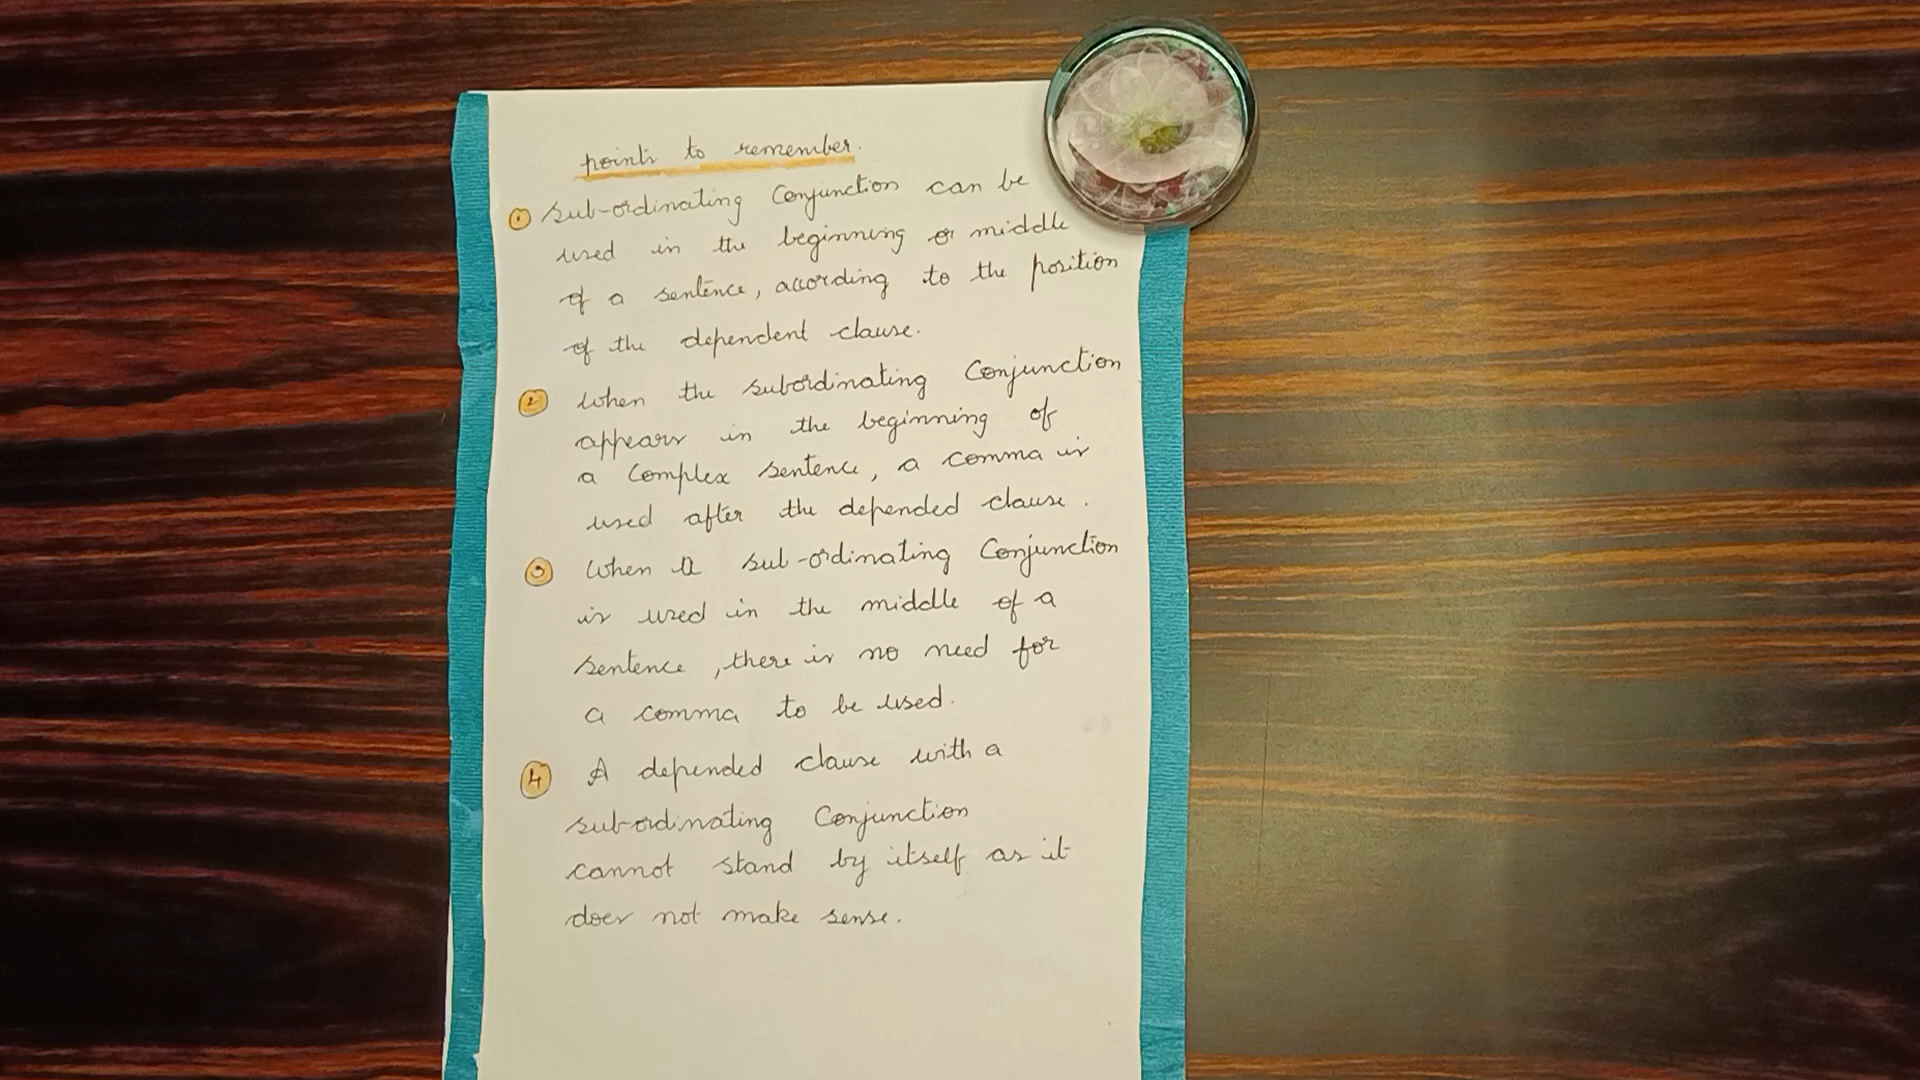 points to remember.
① sub-ordinating Conjunction can be
used in the beginning or middle
of a sentence, according to the position
of the dependent clause.
② When the subordinating Conjunction
appears in the beginning of
a Complex sentence, a comma is
used after the depended clause.
③ When a sub-ordinating Conjunction
is used in the middle of a
sentence, there is no need for
a comma to be used.
④ A depended clause with a
subordinating Conjunction
cannot stand by itself as it
does not make sense.